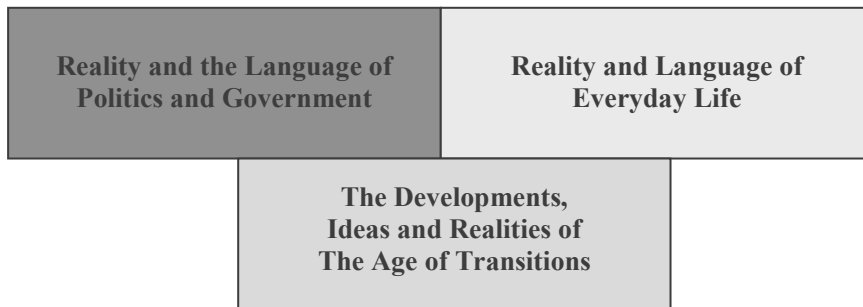 Reality and the Language of
Politics and Government
Reality and Language of
Everyday Life
The Developments,
Ideas and Realities of
The Age of Transitions